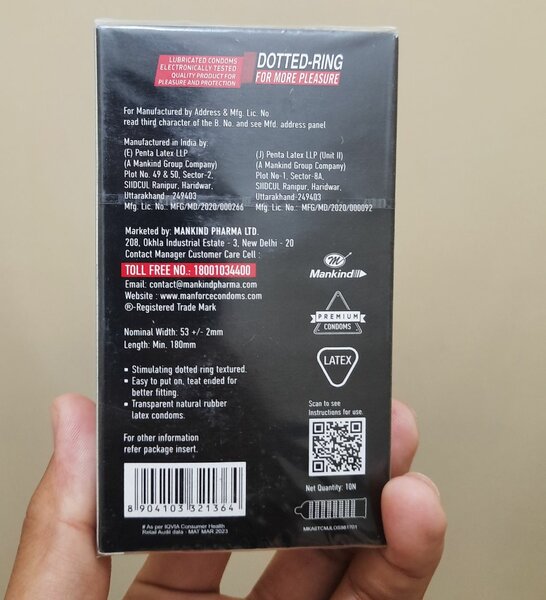 LUBRICATED CONDOMS
ELECTRONICALLY-TESTED
QUALITY PRODUCT FOR
PLEASURE AND PROTECTION
DOTTED-RING
FOR MORE PLEASURE
For Manufactured by Address & Mfg. Lic. No
read third character of the B. No. and see Mfd. address panel
Manufactured in India by:
(E) Penta Latex LLP
(A Mankind Group Company)
Plot No. 49 & 50, Sector-2,
SIIDCUL Ranipur, Haridwar,
Uttarakhand - 249403
Mfg. Lic. No.: MFG/MD/2020/000266
(J) Penta Latex LLP (Unit II)
(A Mankind Group Company)
Plot No-1, Sector-8A,
SIIDCUL Ranipur, Haridwar,
Uttarakhand-249403
Mfg. Lic. No.: MFG/MD/2020/000092
Marketed by: MANKIND PHARMA LTD.
208, Okhla Industrial Estate - 3, New Delhi - 20
Contact Manager Customer Care Cell :
TOLL FREE NO.: 18001034400
Email: contact@mankindpharma.com
Website : www.manforcecondoms.com
®-Registered Trade Mark
Mankind
PREMIUM
CONDOMS
LATEX
Nominal Width: 53 +/- 2mm
Length: Min. 180mm
• Stimulating dotted ring textured.
• Easy to put on, teat ended for
better fitting.
• Transparent natural rubber
latex condoms.
For other information
refer package insert.
Scan to see
Instructions for use.
Net Quantity: 10N
8 904103 321364
# As per IQVIA Consumer Health
Retail Audit data - MAT MAR 2023